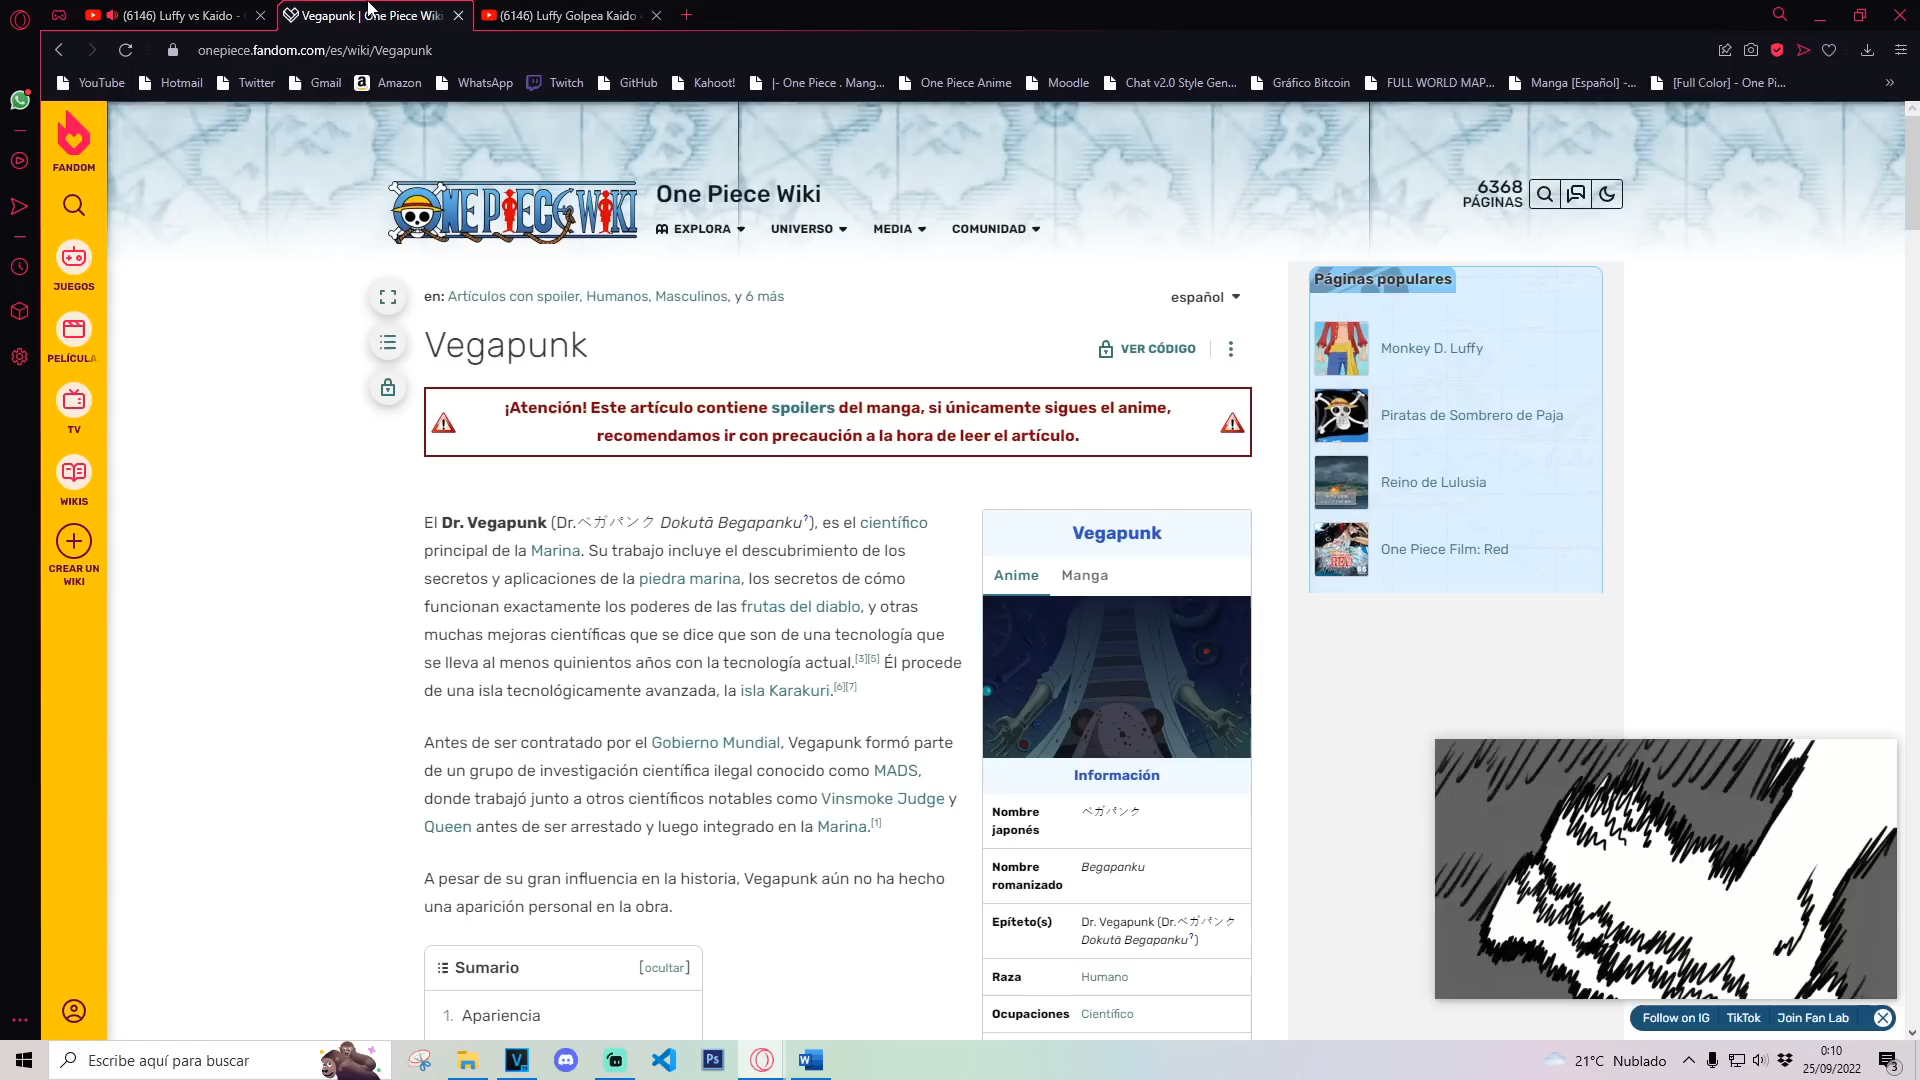 (6146) Luffy vs Kaido -
Vegapunk | One Piece Wiki
(6146) Luffy Golpea Kaido
onepiece.fandom.com/es/wiki/Vegapunk
YouTube Hotmail Twitter Gmail Amazon WhatsApp Twitch GitHub Kahoot! |- One Piece . Mang... One Piece Anime Moodle Chat v2.0 Style Gen... Gráfico Bitcoin FULL WORLD MAP... Manga [Español] -... [Full Color] - One Pi...
FANDOM
JUEGOS
PELÍCULA
TV
WIKIS
CREAR UN
WIKI
ONE PIECE WIKI
One Piece Wiki
EXPLORA UNIVERSO MEDIA COMUNIDAD
6368
PÁGINAS
en: Artículos con spoiler, Humanos, Masculinos, y 6 más
español
Vegapunk
VER CÓDIGO
¡Atención! Este artículo contiene spoilers del manga, si únicamente sigues el anime,
recomendamos ir con precaución a la hora de leer el artículo.
El Dr. Vegapunk (Dr.ベガパンク Dokutā Begapanku?), es el científico
principal de la Marina. Su trabajo incluye el descubrimiento de los
secretos y aplicaciones de la piedra marina, los secretos de cómo
funcionan exactamente los poderes de las frutas del diablo, y otras
muchas mejoras científicas que se dice que son de una tecnología que
se lleva al menos quinientos años con la tecnología actual.[3][5] Él procede
de una isla tecnológicamente avanzada, la isla Karakuri.[6][7]
Antes de ser contratado por el Gobierno Mundial, Vegapunk formó parte
de un grupo de investigación científica ilegal conocido como MADS,
donde trabajó junto a otros científicos notables como Vinsmoke Judge y
Queen antes de ser arrestado y luego integrado en la Marina.[1]
A pesar de su gran influencia en la historia, Vegapunk aún no ha hecho
una aparición personal en la obra.
Sumario [ocultar]
1. Apariencia
Vegapunk
Anime Manga
Información
Nombre
japonés
ベガパンク
Nombre
romanizado
Begapanku
Epíteto(s)
Dr. Vegapunk (Dr.ベガパンク
Dokutā Begapanku?)
Raza Humano
Ocupaciones Científico
Páginas populares
Monkey D. Luffy
Piratas de Sombrero de Paja
Reino de Lulusia
One Piece Film: Red
Follow on IG TikTok Join Fan Lab
Escribe aquí para buscar
21°C Nublado
0:10
25/09/2022
3